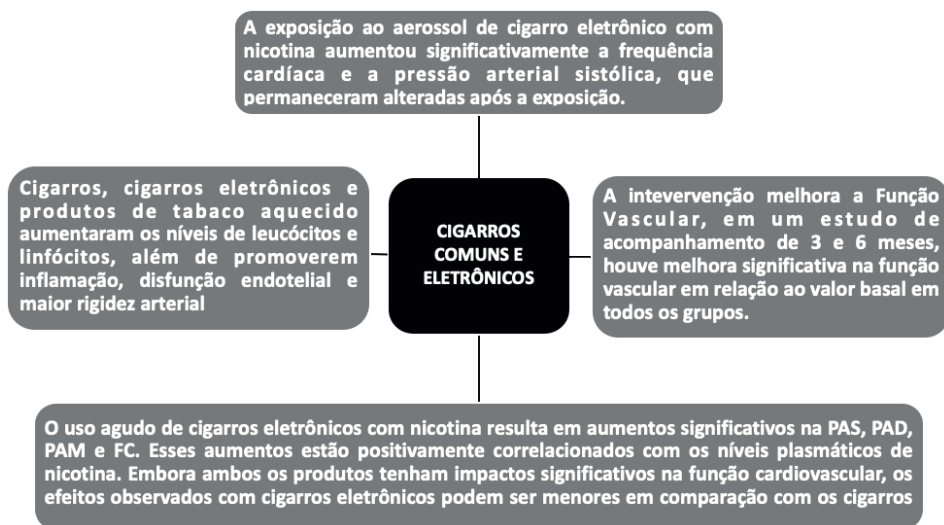 A exposição ao aerossol de cigarro eletrônico com
nicotina aumentou significativamente a frequência
cardíaca e a pressão arterial sistólica, que
permaneceram alteradas após a exposição.
Cigarros, cigarros eletrônicos e
produtos de tabaco aquecido
aumentaram os níveis de leucócitos e
linfócitos, além de promoverem
inflamação, disfunção endotelial e
maior rigidez arterial
CIGARROS
COMUNS E
ELETRÔNICOS
A intevervenção melhora a Função
Vascular, em um estudo de
acompanhamento de 3 e 6 meses,
houve melhora significativa na função
vascular em relação ao valor basal em
todos os grupos.
O uso agudo de cigarros eletrônicos com nicotina resulta em aumentos significativos na PAS, PAD,
PAM e FC. Esses aumentos estão positivamente correlacionados com os níveis plasmáticos de
nicotina. Embora ambos os produtos tenham impactos significativos na função cardiovascular, os
efeitos observados com cigarros eletrônicos podem ser menores em comparação com os cigarros